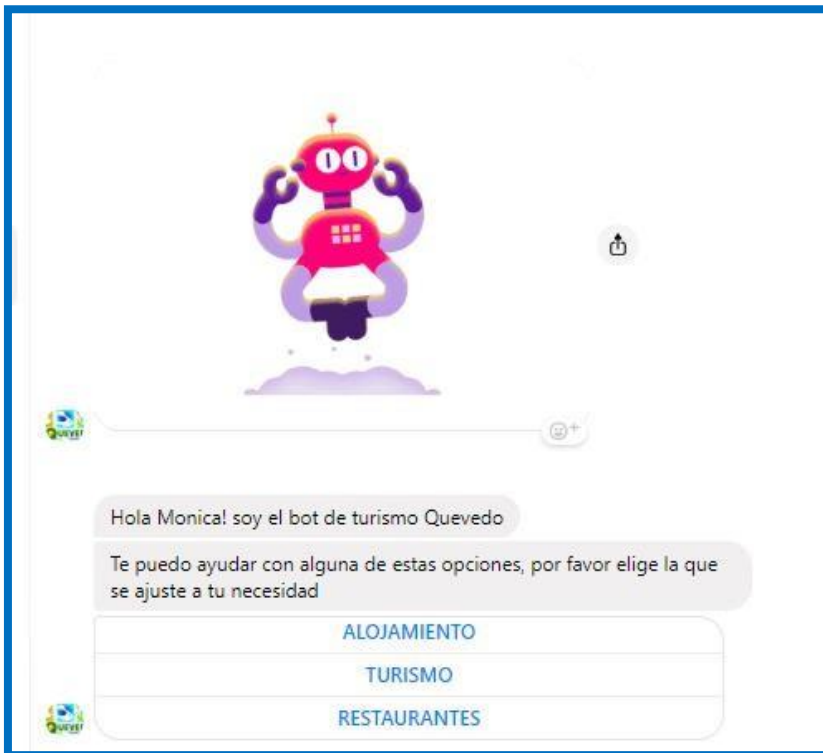 Hola Monica! soy el bot de turismo Quevedo
Te puedo ayudar con alguna de estas opciones, por favor elige la que
se ajuste a tu necesidad
ALOJAMIENTO
TURISMO
RESTAURANTES